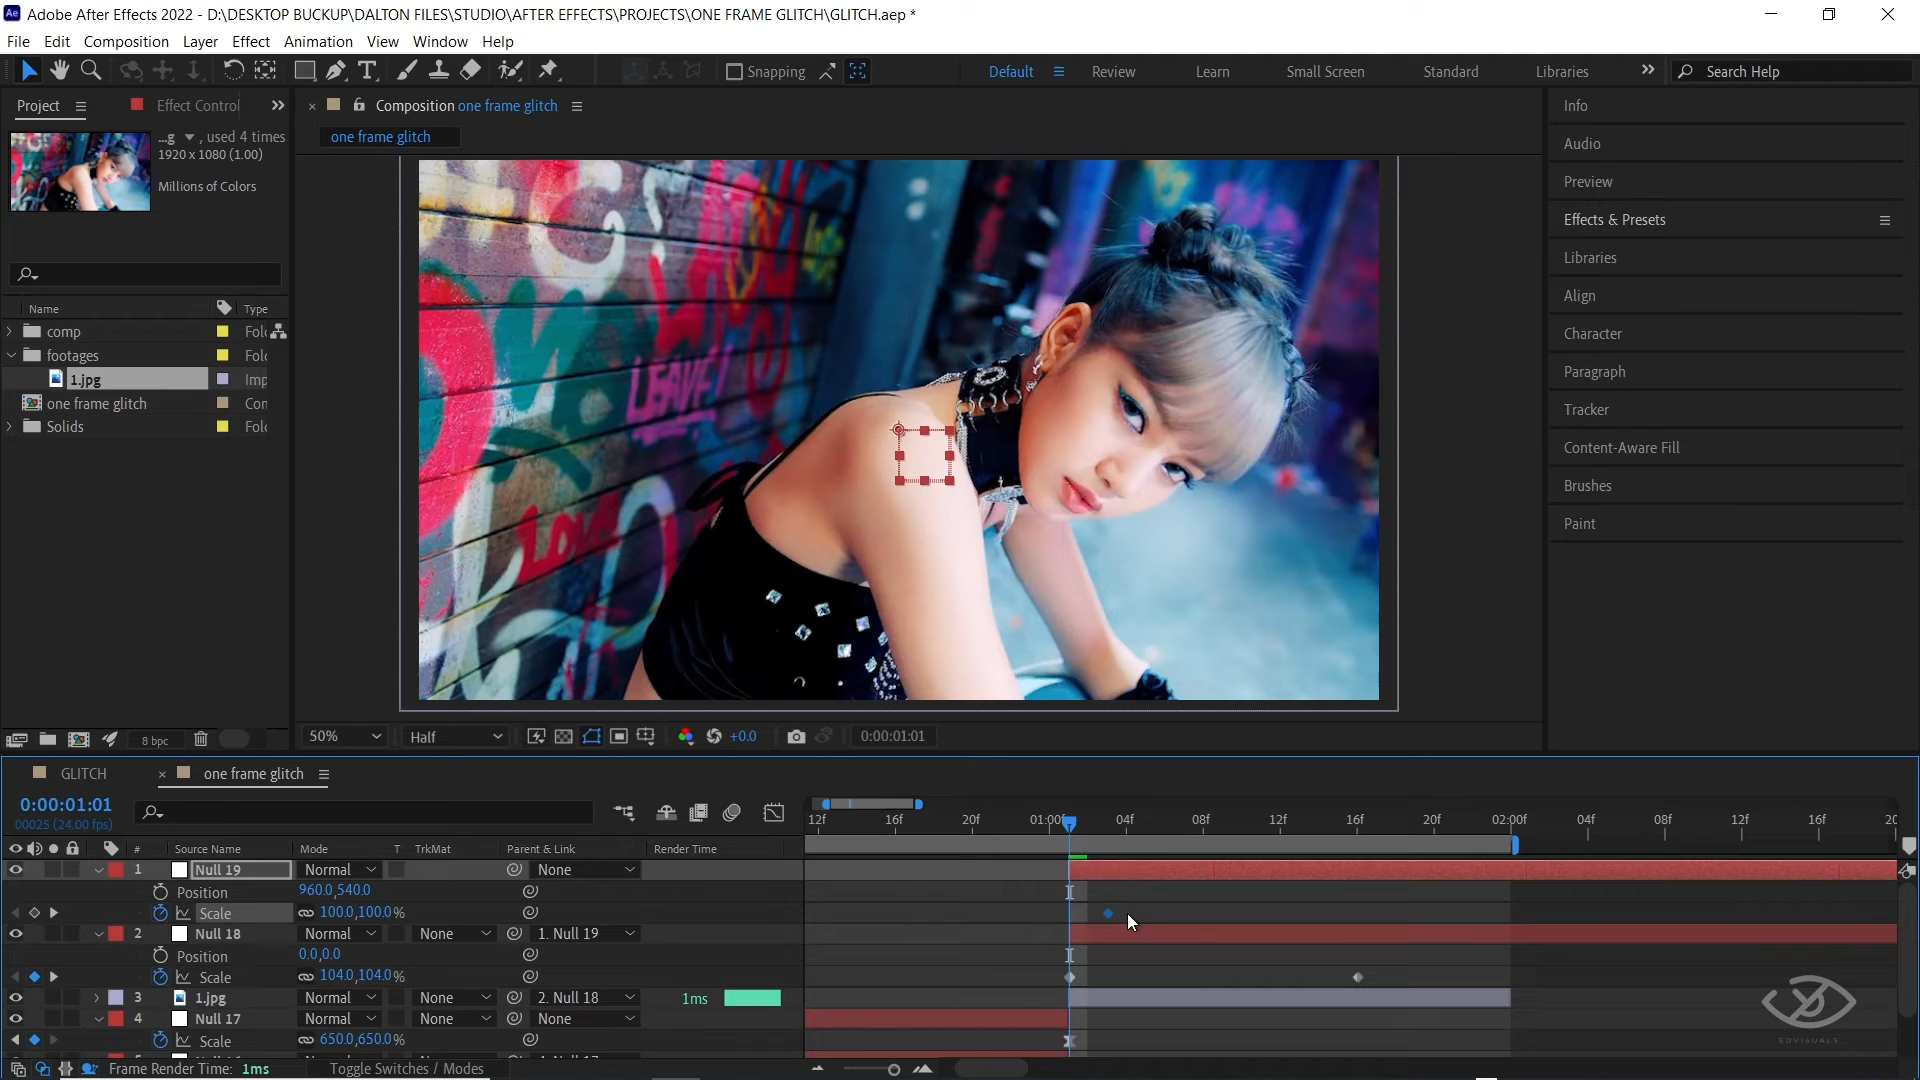 Adobe After Effects 2022 - D:\DESKTOP BUCKUP\DALTON FILES\STUDIO\AFTER EFFECTS\PROJECTS\ONE FRAME GLITCH\GLITCH.aep *
File Edit Composition Layer Effect Animation View Window Help
Snapping Default Review Learn Small Screen Standard Libraries Search Help
Project Effect Control
Composition one frame glitch
one frame glitch
...g , used 4 times
1920 x 1080 (1.00)
Millions of Colors
Name Type
comp Fol
footages Fol
1.jpg Imp
one frame glitch Con
Solids Fol
8 bpc
LEAVE
LOVE
50% Half +0.0 0:00:01:01
Info
Audio
Preview
Effects & Presets
Libraries
Align
Character
Paragraph
Tracker
Content-Aware Fill
Brushes
Paint
GLITCH one frame glitch
0:00:01:01
00025 (24.00 fps)
12f 16f 20f 01:00f 04f 08f 12f 16f 20f 02:00f 04f 08f 12f 16f 20
# Source Name Mode T TrkMat Parent & Link Render Time
1 Null 19 Normal None
Position 960.0,540.0
Scale 100.0,100.0%
2 Null 18 Normal None 1. Null 19
Position 0.0,0.0
Scale 104.0,104.0%
3 1.jpg Normal None 2. Null 18 1ms
4 Null 17 Normal None None
Scale 650.0,650.0%
Frame Render Time: 1ms Toggle Switches / Modes
EDVISUALS